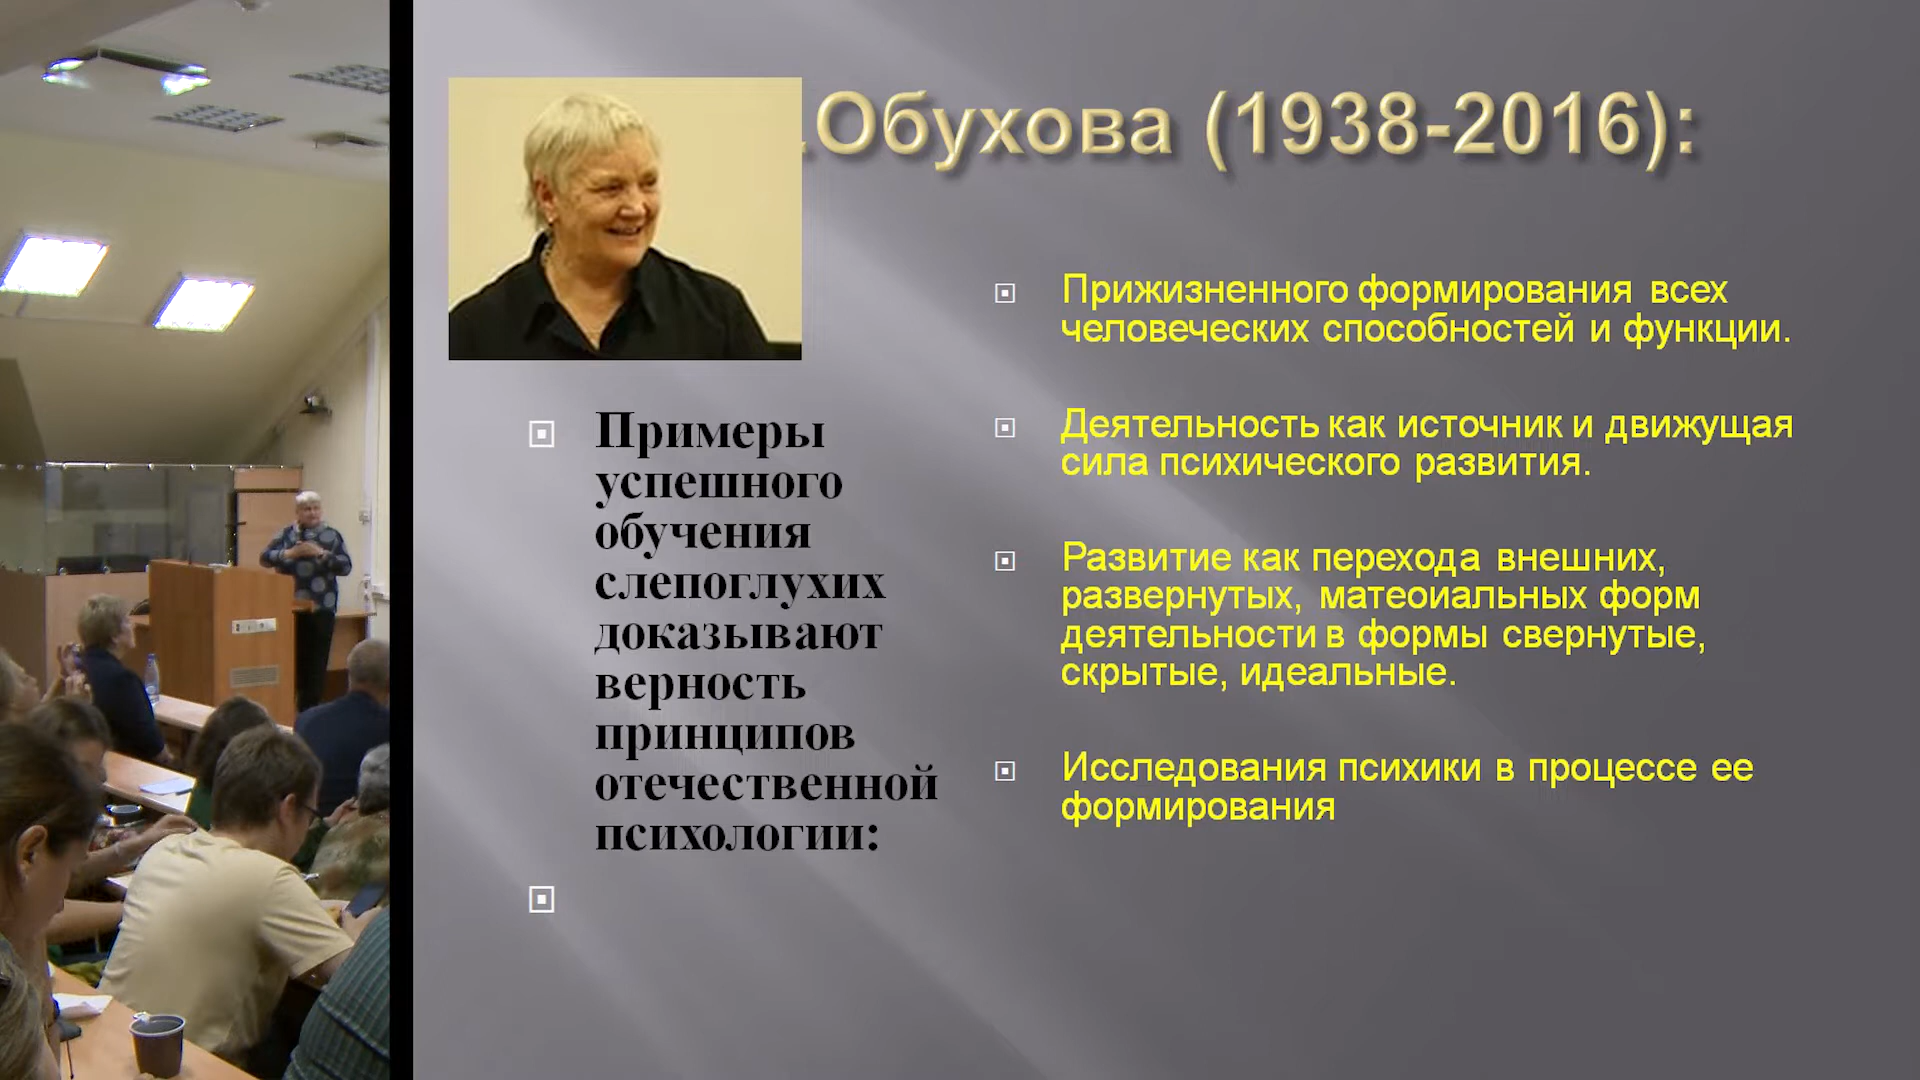 .Обухова (1938-2016):
Примеры
успешного
обучения
слепоглухих
доказывают
верность
принципов
отечественной
психологии:
Прижизненного формирования всех
человеческих способностей и функции.
Деятельность как источник и движущая
сила психического развития.
Развитие как перехода внешних,
развернутых, матеоиальных форм
деятельности в формы свернутые,
скрытые, идеальные.
Исследования психики в процессе ее
формирования